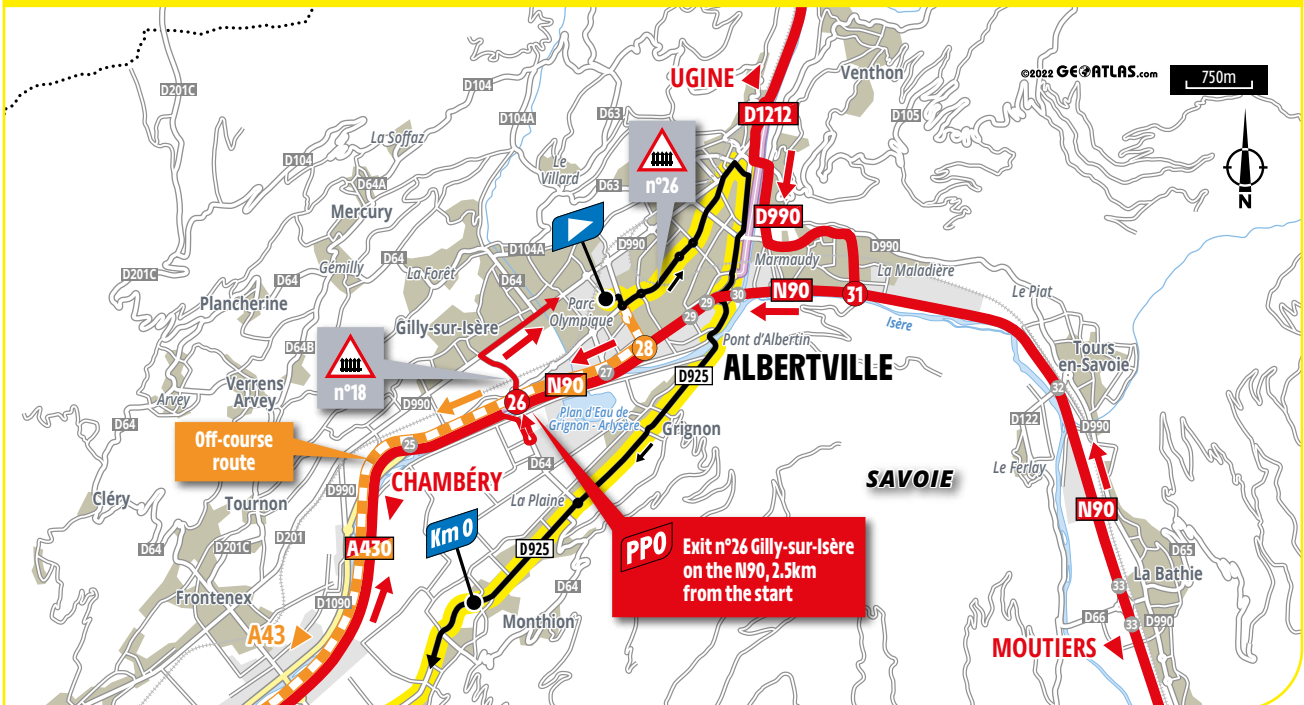 UGINE
Venthon
©2022 GEOATLAS.com
750m
D201C
D104
D63
D1212
D105
D104A
La Soffaz
n°26
D104
Le
Villard
D64A
D63
N
Mercury
D990
D104A
D990
D990
Marmaudy
La Maladière
D64
Gémilly
La Forêt
D64
D201C
D64
Plancherine
Parc
Olympique
29
30
N90
31
Le Piat
Gilly-sur-Isère
29
Isère
n°18
D64B
28
Pont d'Albertin
Tours
en-Savoie
Verrens
Arvey
Arvey
27
N90
D925
ALBERTVILLE
32
D990
26
D64
Plan d'Eau de
Grignon - Arlysère
Grignon
D122
D990
Off-course
route
25
D64
SAVOIE
Le Ferlay
CHAMBÉRY
Cléry
Tournon
D990
La Plaine
N90
Km 0
PPO
Exit n°26 Gilly-sur-Isère
on the N90, 2.5km
from the start
D64
D201C
D201
A430
D925
D65
La Bathie
D64
33
Frontenex
D1090
Monthion
D66
33
D990
A43
MOUTIERS